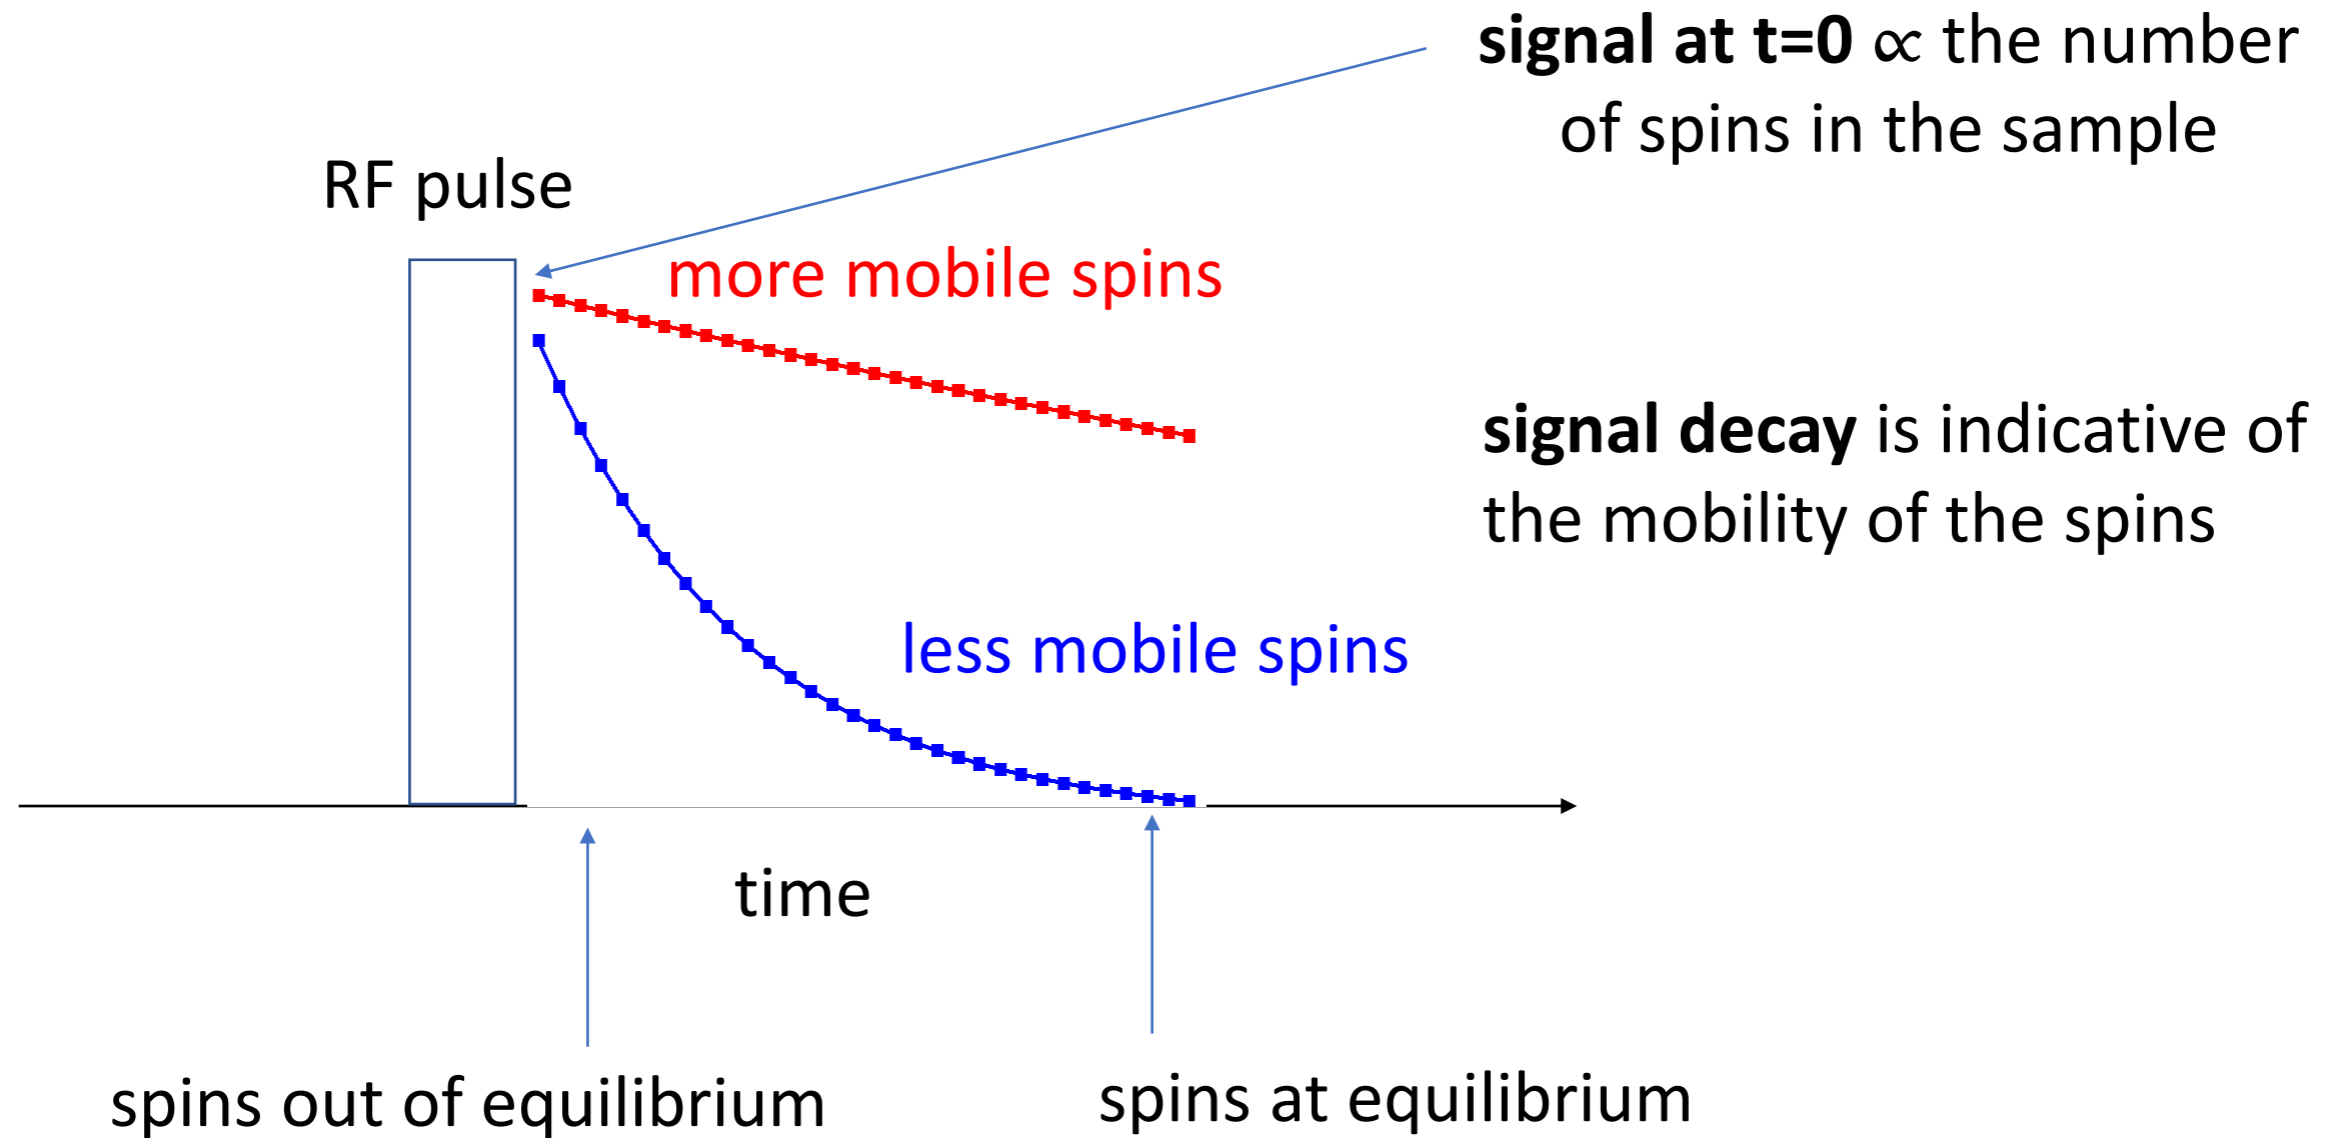 signal at t=0 ∝ the number
of spins in the sample
RF pulse
more mobile spins
signal decay is indicative of
the mobility of the spins
less mobile spins
time
spins out of equilibrium
spins at equilibrium